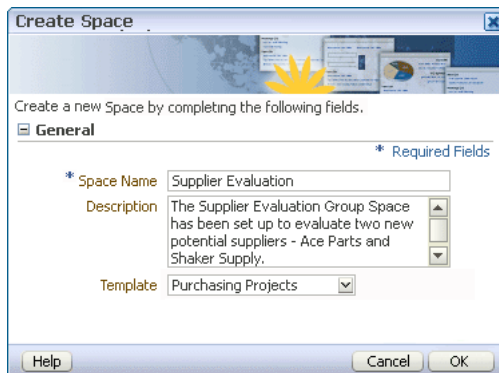 Create Space
Create a new Space by completing the following fields.
General
* Required Fields
* Space Name Supplier Evaluation
Description The Supplier Evaluation Group Space
has been set up to evaluate two new
potential suppliers - Ace Parts and
Shaker Supply.
Template Purchasing Projects
Help Cancel OK